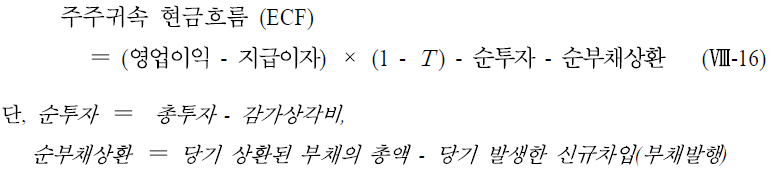 주주귀속 현금흐름 (ECF)
= (영업이익 - 지급이자) × (1 - T) - 순투자 - 순부채상환 (Ⅷ-16)
단, 순투자 = 총투자 - 감가상각비,
순부채상환 = 당기 상환된 부채의 총액 - 당기 발생한 신규차입(부채발행)